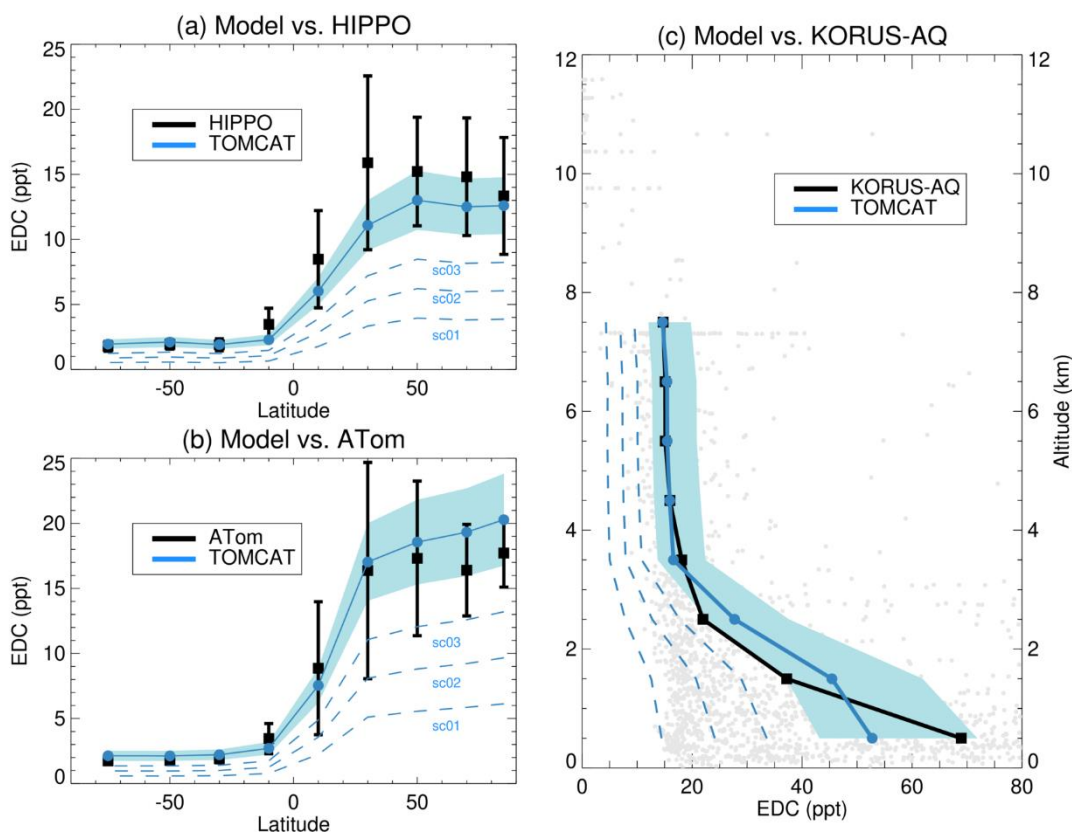 (a) Model vs. HIPPO
25
20
15
10
5
0
EDC (ppt)
HIPPO
TOMCAT
sc03
sc02
sc01
-50 0 50
Latitude
(b) Model vs. ATom
25
20
15
10
5
0
EDC (ppt)
ATom
TOMCAT
sc03
sc02
sc01
-50 0 50
Latitude
(c) Model vs. KORUS-AQ
12 12
10 10
8 8
6 6
4 4
2 2
0 0
KORUS-AQ
TOMCAT
Altitude (km)
0 20 40 60 80
EDC (ppt)